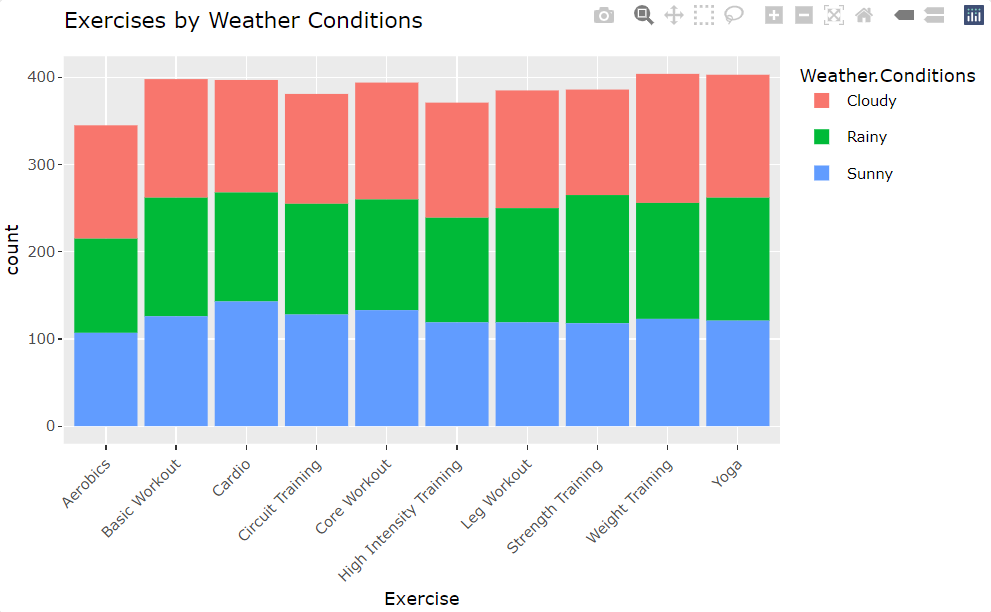 Exercises by Weather Conditions
Weather.Conditions
Cloudy
Rainy
Sunny
count
400
300
200
100
0
Aerobics
Basic Workout
Cardio
Circuit Training
Core Workout
High Intensity Training
Leg Workout
Strength Training
Weight Training
Yoga
Exercise